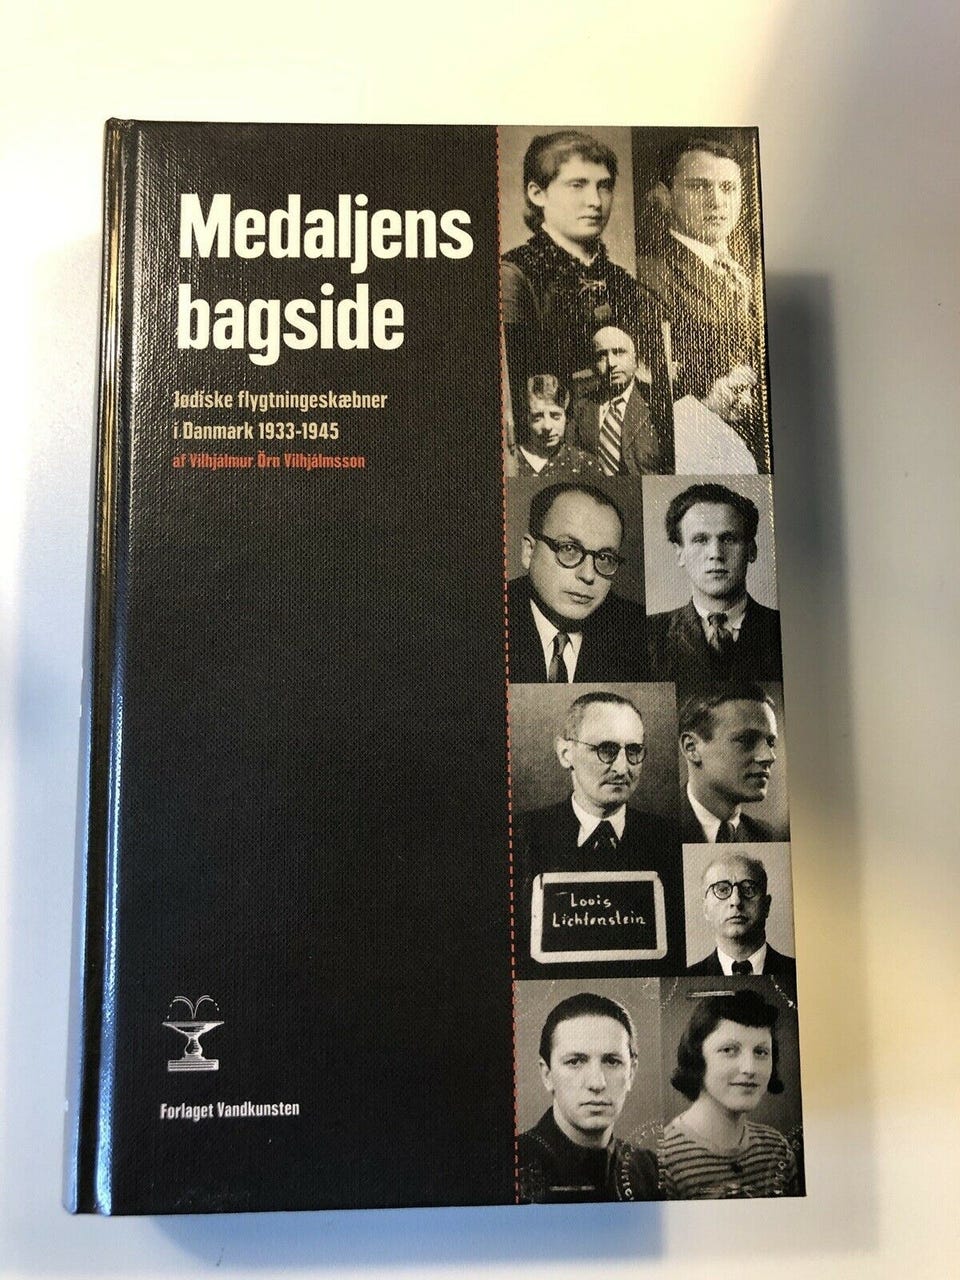 Medaljens
bagside
Jødiske flygtningeskæbner
i Danmark 1933-1945
af Vilhjálmur Örn Vilhjálmsson
Louis
Lichtenstein
Forlaget Vandkunsten